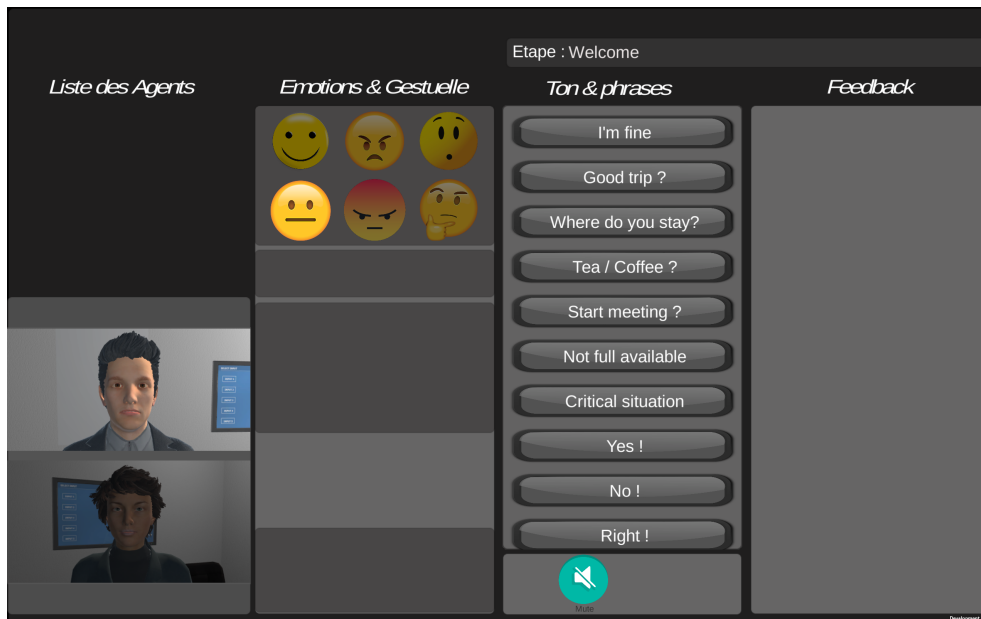 Etape : Welcome
Liste des Agents
Emotions & Gestuelle
Ton & phrases
Feedback
I'm fine
Good trip ?
Where do you stay?
Tea / Coffee ?
Start meeting ?
Not full available
Critical situation
Yes !
No !
Right !
Mute
Development